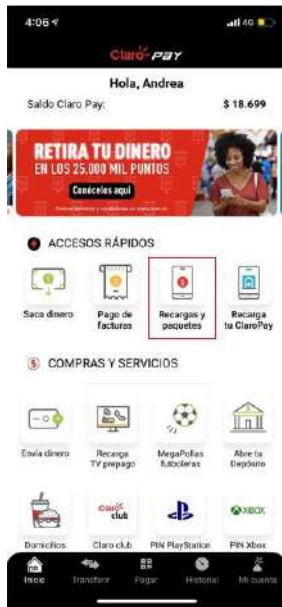 4:06
4G
Claro-pay
Hola, Andrea
Saldo Claro Pay:
$ 18.699
RETIRA TU DINERO
EN LOS 25.000 MIL PUNTOS
Conócelos aquí
ACCESOS RÁPIDOS
Saca dinero
Pago de facturas
Recargas y paquetes
Recarga tu ClaroPay
COMPRAS Y SERVICIOS
Envía dinero
Recarga TV prepago
MegaPollas futboleras
Abre tu Depósito
Claro club
XBOX
Domicilios
Claro club
PIN PlayStation
PIN Xbox
Inicio
Transferir
Pagar
Historial
Mi cuenta